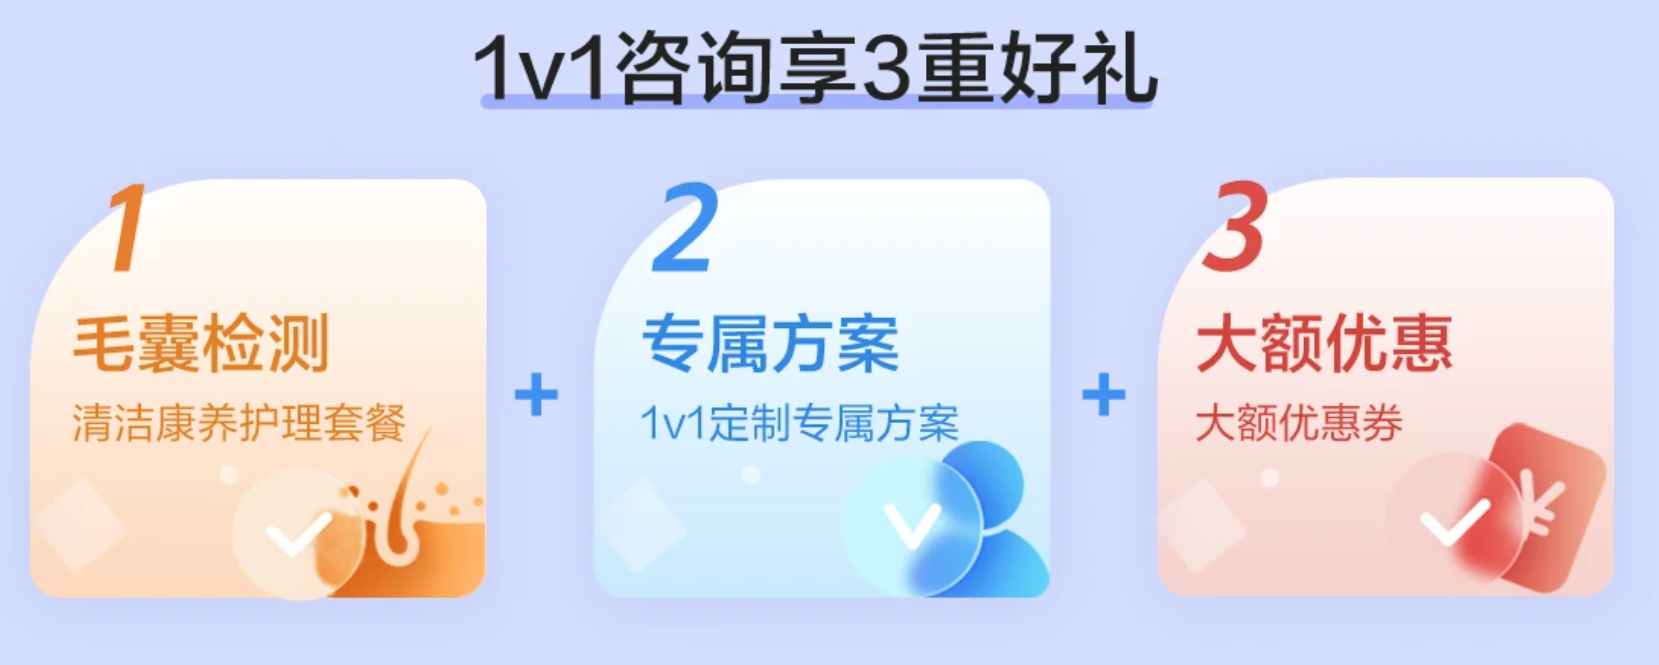 1v1咨询享3重好礼
1
毛囊检测
清洁康养护理套餐
+
2
专属方案
1v1定制专属方案
+
3
大额优惠
大额优惠券
¥